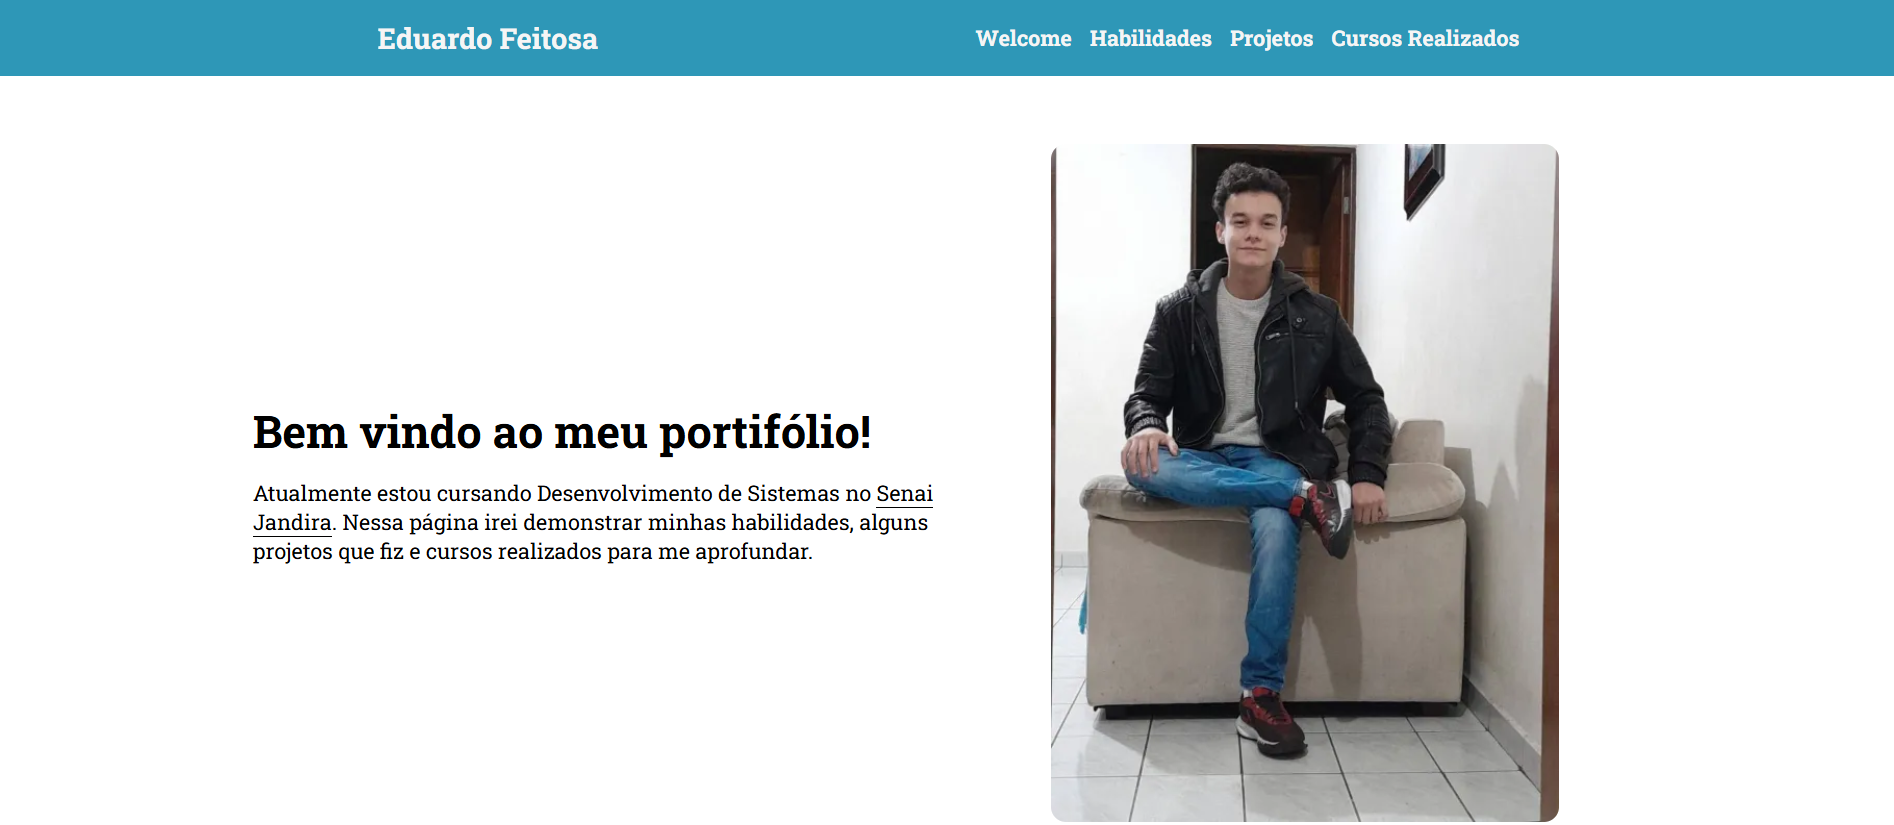 Eduardo Feitosa
Welcome Habilidades Projetos Cursos Realizados
Bem vindo ao meu portifólio!
Atualmente estou cursando Desenvolvimento de Sistemas no Senai
Jandira. Nessa página irei demonstrar minhas habilidades, alguns
projetos que fiz e cursos realizados para me aprofundar.